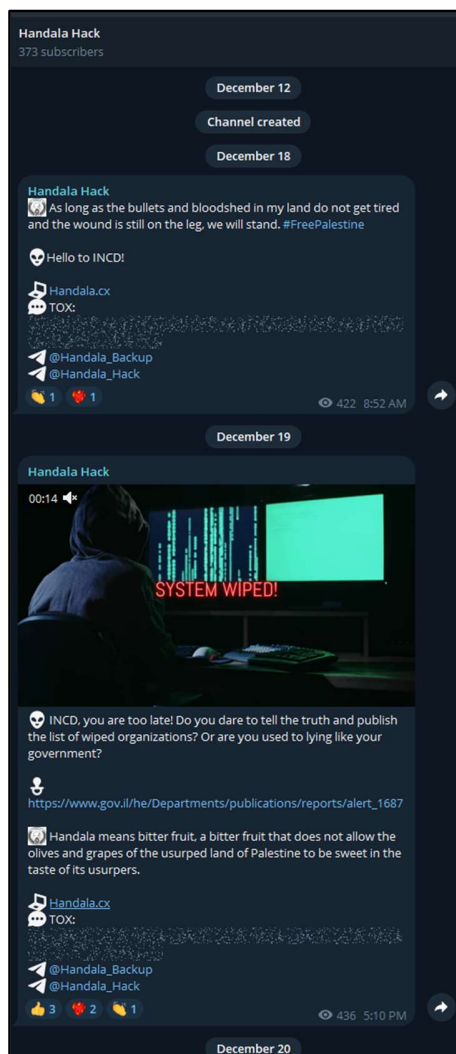 Handala Hack
373 subscribers
December 12
Channel created
December 18
Handala Hack
As long as the bullets and bloodshed in my land do not get tired
and the wound is still on the leg, we will stand. #FreePalestine
Hello to INCD!
Handala.cx
TOX:
@Handala_Backup
@Handala_Hack
1 1
422 8:52 AM
December 19
Handala Hack
00:14
SYSTEM WIPED!
INCD, you are too late! Do you dare to tell the truth and publish
the list of wiped organizations? Or are you used to lying like your
government?
https://www.gov.il/he/Departments/publications/reports/alert_1687
Handala means bitter fruit, a bitter fruit that does not allow the
olives and grapes of the usurped land of Palestine to be sweet in the
taste of its usurpers.
Handala.cx
TOX:
@Handala_Backup
@Handala_Hack
3 2 1
436 5:10 PM
December 20